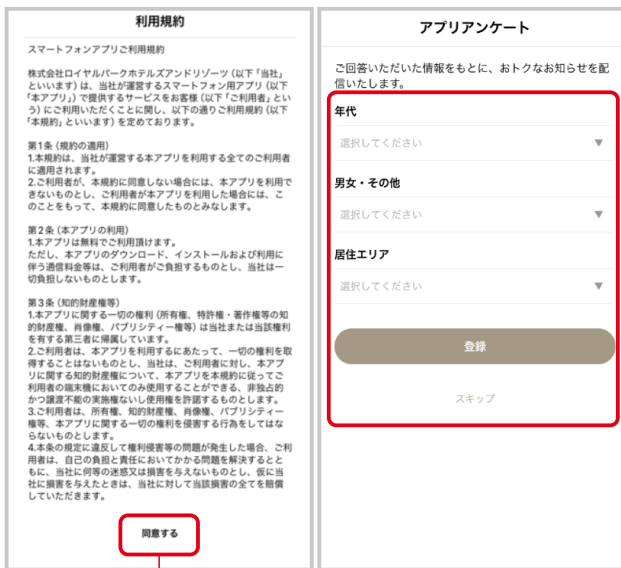 利用規約
スマートフォンアプリご利用規約
株式会社ロイヤルパークホテルズアンドリゾーツ（以下「当社」
といいます）は、当社が運営するスマートフォン用アプリ（以下
「本アプリ」）で提供するサービスをお客様（以下「ご利用者」とい
う）にご利用いただくことに関し、以下の通りご利用規約（以下
「本規約」といいます）を定めております。
第1条（規約の適用）
1.本規約は、当社が運営する本アプリを利用する全てのご利用者
に適用されます。
2.ご利用者が、本規約に同意しない場合には、本アプリを利用で
きないものとし、ご利用者が本アプリを利用した場合には、こ
のことをもって、本規約に同意したものとみなします。
第2条（本アプリの利用）
1.本アプリは無料でご利用頂けます。
ただし、本アプリのダウンロード、インストールおよび利用に
伴う通信料金等は、ご利用者がご負担するものとし、当社は一
切負担しないものとします。
第3条（知的財産権等）
1.本アプリに関する一切の権利（所有権、特許権・著作権等の知
的財産権、肖像権、パブリシティー権等）は当社または当該権利
を有する第三者に帰属しています。
2.ご利用者は、本アプリを利用するにあたって、一切の権利を取
得することはないものとし、当社は、ご利用者に対し、本アプ
リに関する知的財産権について、本アプリを本規約に従ってご
利用者の端末機においてのみ使用することができる、非独占的
かつ譲渡不能の実施権ないし使用権を許諾するものとします。
3.ご利用者は、所有権、知的財産権、肖像権、パブリシティー
権等、本アプリに関する一切の権利を侵害する行為をしてはな
らないものとします。
4.本条の規定に違反して権利侵害等の問題が発生した場合、ご利
用者は、自己の負担と責任においてかかる問題を解決するとと
もに、当社に何等の迷惑又は損害を与えないものとし、仮に当
社に損害を与えたときは、当社に対して当該損害の全てを賠償
していただきます。
同意する
アプリアンケート
ご回答いただいた情報をもとに、おトクなお知らせを配
信いたします。
年代
選択してください ▼
男女・その他
選択してください ▼
居住エリア
選択してください ▼
登録
スキップ